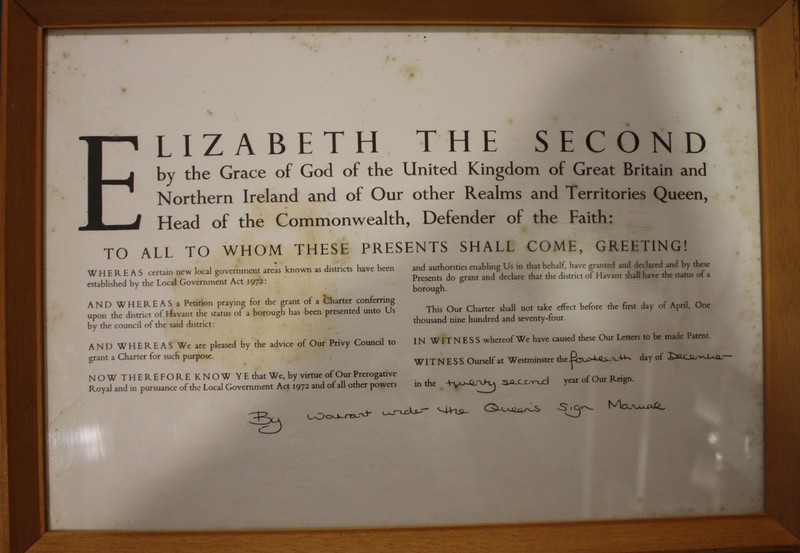 ELIZABETH THE SECOND
by the Grace of God of the United Kingdom of Great Britain and
Northern Ireland and of Our other Realms and Territories Queen,
Head of the Commonwealth, Defender of the Faith:
TO ALL TO WHOM THESE PRESENTS SHALL COME, GREETING!
WHEREAS certain new local government areas known as districts have been
established by the Local Government Act 1972:
AND WHEREAS a Petition praying for the grant of a Charter conferring
upon the district of Havant the status of a borough has been presented unto Us
by the council of the said district:
AND WHEREAS We are pleased by the advice of Our Privy Council to
grant a Charter for such purpose.
NOW THEREFORE KNOW YE that We, by virtue of Our Prerogative
Royal and in pursuance of the Local Government Act 1972 and of all other powers
and authorities enabling Us in that behalf, have granted and declared and by these
Presents do grant and declare that the district of Havant shall have the status of a
borough.
This Our Charter shall not take effect before the first day of April, One
thousand nine hundred and seventy-four.
IN WITNESS whereof We have caused these Our Letters to be made Patent.
WITNESS Ourself at Westminster the fourteenth day of December
in the twenty second year of Our Reign.
By Warrant under the Queen's Sign Manual